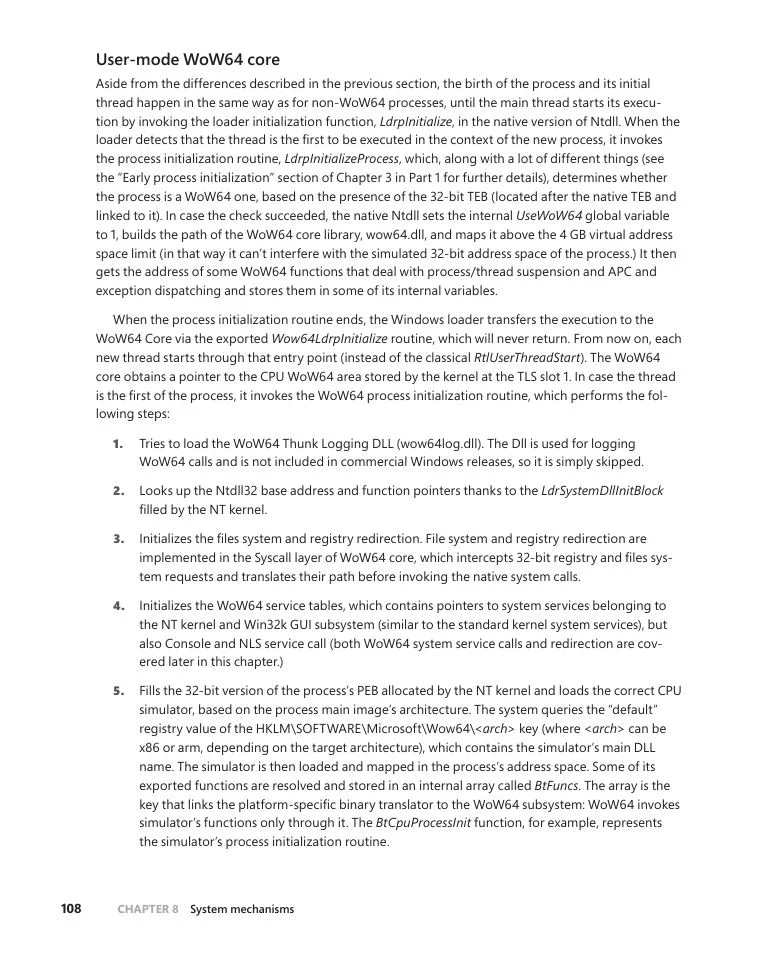 User-mode WoW64 core
Aside from the differences described in the previous section, the birth of the process and its initial
thread happen in the same way as for non-WoW64 processes, until the main thread starts its execu-
tion by invoking the loader initialization function, LdrpInitialize, in the native version of Ntdll. When the
loader detects that the thread is the first to be executed in the context of the new process, it invokes
the process initialization routine, LdrpInitializeProcess, which, along with a lot of different things (see
the “Early process initialization” section of Chapter 3 in Part 1 for further details), determines whether
the process is a WoW64 one, based on the presence of the 32-bit TEB (located after the native TEB and
linked to it). In case the check succeeded, the native Ntdll sets the internal UseWoW64 global variable
to 1, builds the path of the WoW64 core library, wow64.dll, and maps it above the 4 GB virtual address
space limit (in that way it can’t interfere with the simulated 32-bit address space of the process.) It then
gets the address of some WoW64 functions that deal with process/thread suspension and APC and
exception dispatching and stores them in some of its internal variables.
When the process initialization routine ends, the Windows loader transfers the execution to the
WoW64 Core via the exported Wow64LdrpInitialize routine, which will never return. From now on, each
new thread starts through that entry point (instead of the classical RtlUserThreadStart). The WoW64
core obtains a pointer to the CPU WoW64 area stored by the kernel at the TLS slot 1. In case the thread
is the first of the process, it invokes the WoW64 process initialization routine, which performs the fol-
lowing steps:
1. Tries to load the WoW64 Thunk Logging DLL (wow64log.dll). The Dll is used for logging
WoW64 calls and is not included in commercial Windows releases, so it is simply skipped.
2. Looks up the Ntdll32 base address and function pointers thanks to the LdrSystemDllInitBlock
filled by the NT kernel.
3. Initializes the files system and registry redirection. File system and registry redirection are
implemented in the Syscall layer of WoW64 core, which intercepts 32-bit registry and files sys-
tem requests and translates their path before invoking the native system calls.
4. Initializes the WoW64 service tables, which contains pointers to system services belonging to
the NT kernel and Win32k GUI subsystem (similar to the standard kernel system services), but
also Console and NLS service call (both WoW64 system service calls and redirection are cov-
ered later in this chapter.)
5. Fills the 32-bit version of the process’s PEB allocated by the NT kernel and loads the correct CPU
simulator, based on the process main image’s architecture. The system queries the “default”
registry value of the HKLM\SOFTWARE\Microsoft\Wow64\<arch> key (where <arch> can be
x86 or arm, depending on the target architecture), which contains the simulator’s main DLL
name. The simulator is then loaded and mapped in the process’s address space. Some of its
exported functions are resolved and stored in an internal array called BtFuncs. The array is the
key that links the platform-specific binary translator to the WoW64 subsystem: WoW64 invokes
simulator’s functions only through it. The BtCpuProcessInit function, for example, represents
the simulator’s process initialization routine.
108 CHAPTER 8 System mechanisms